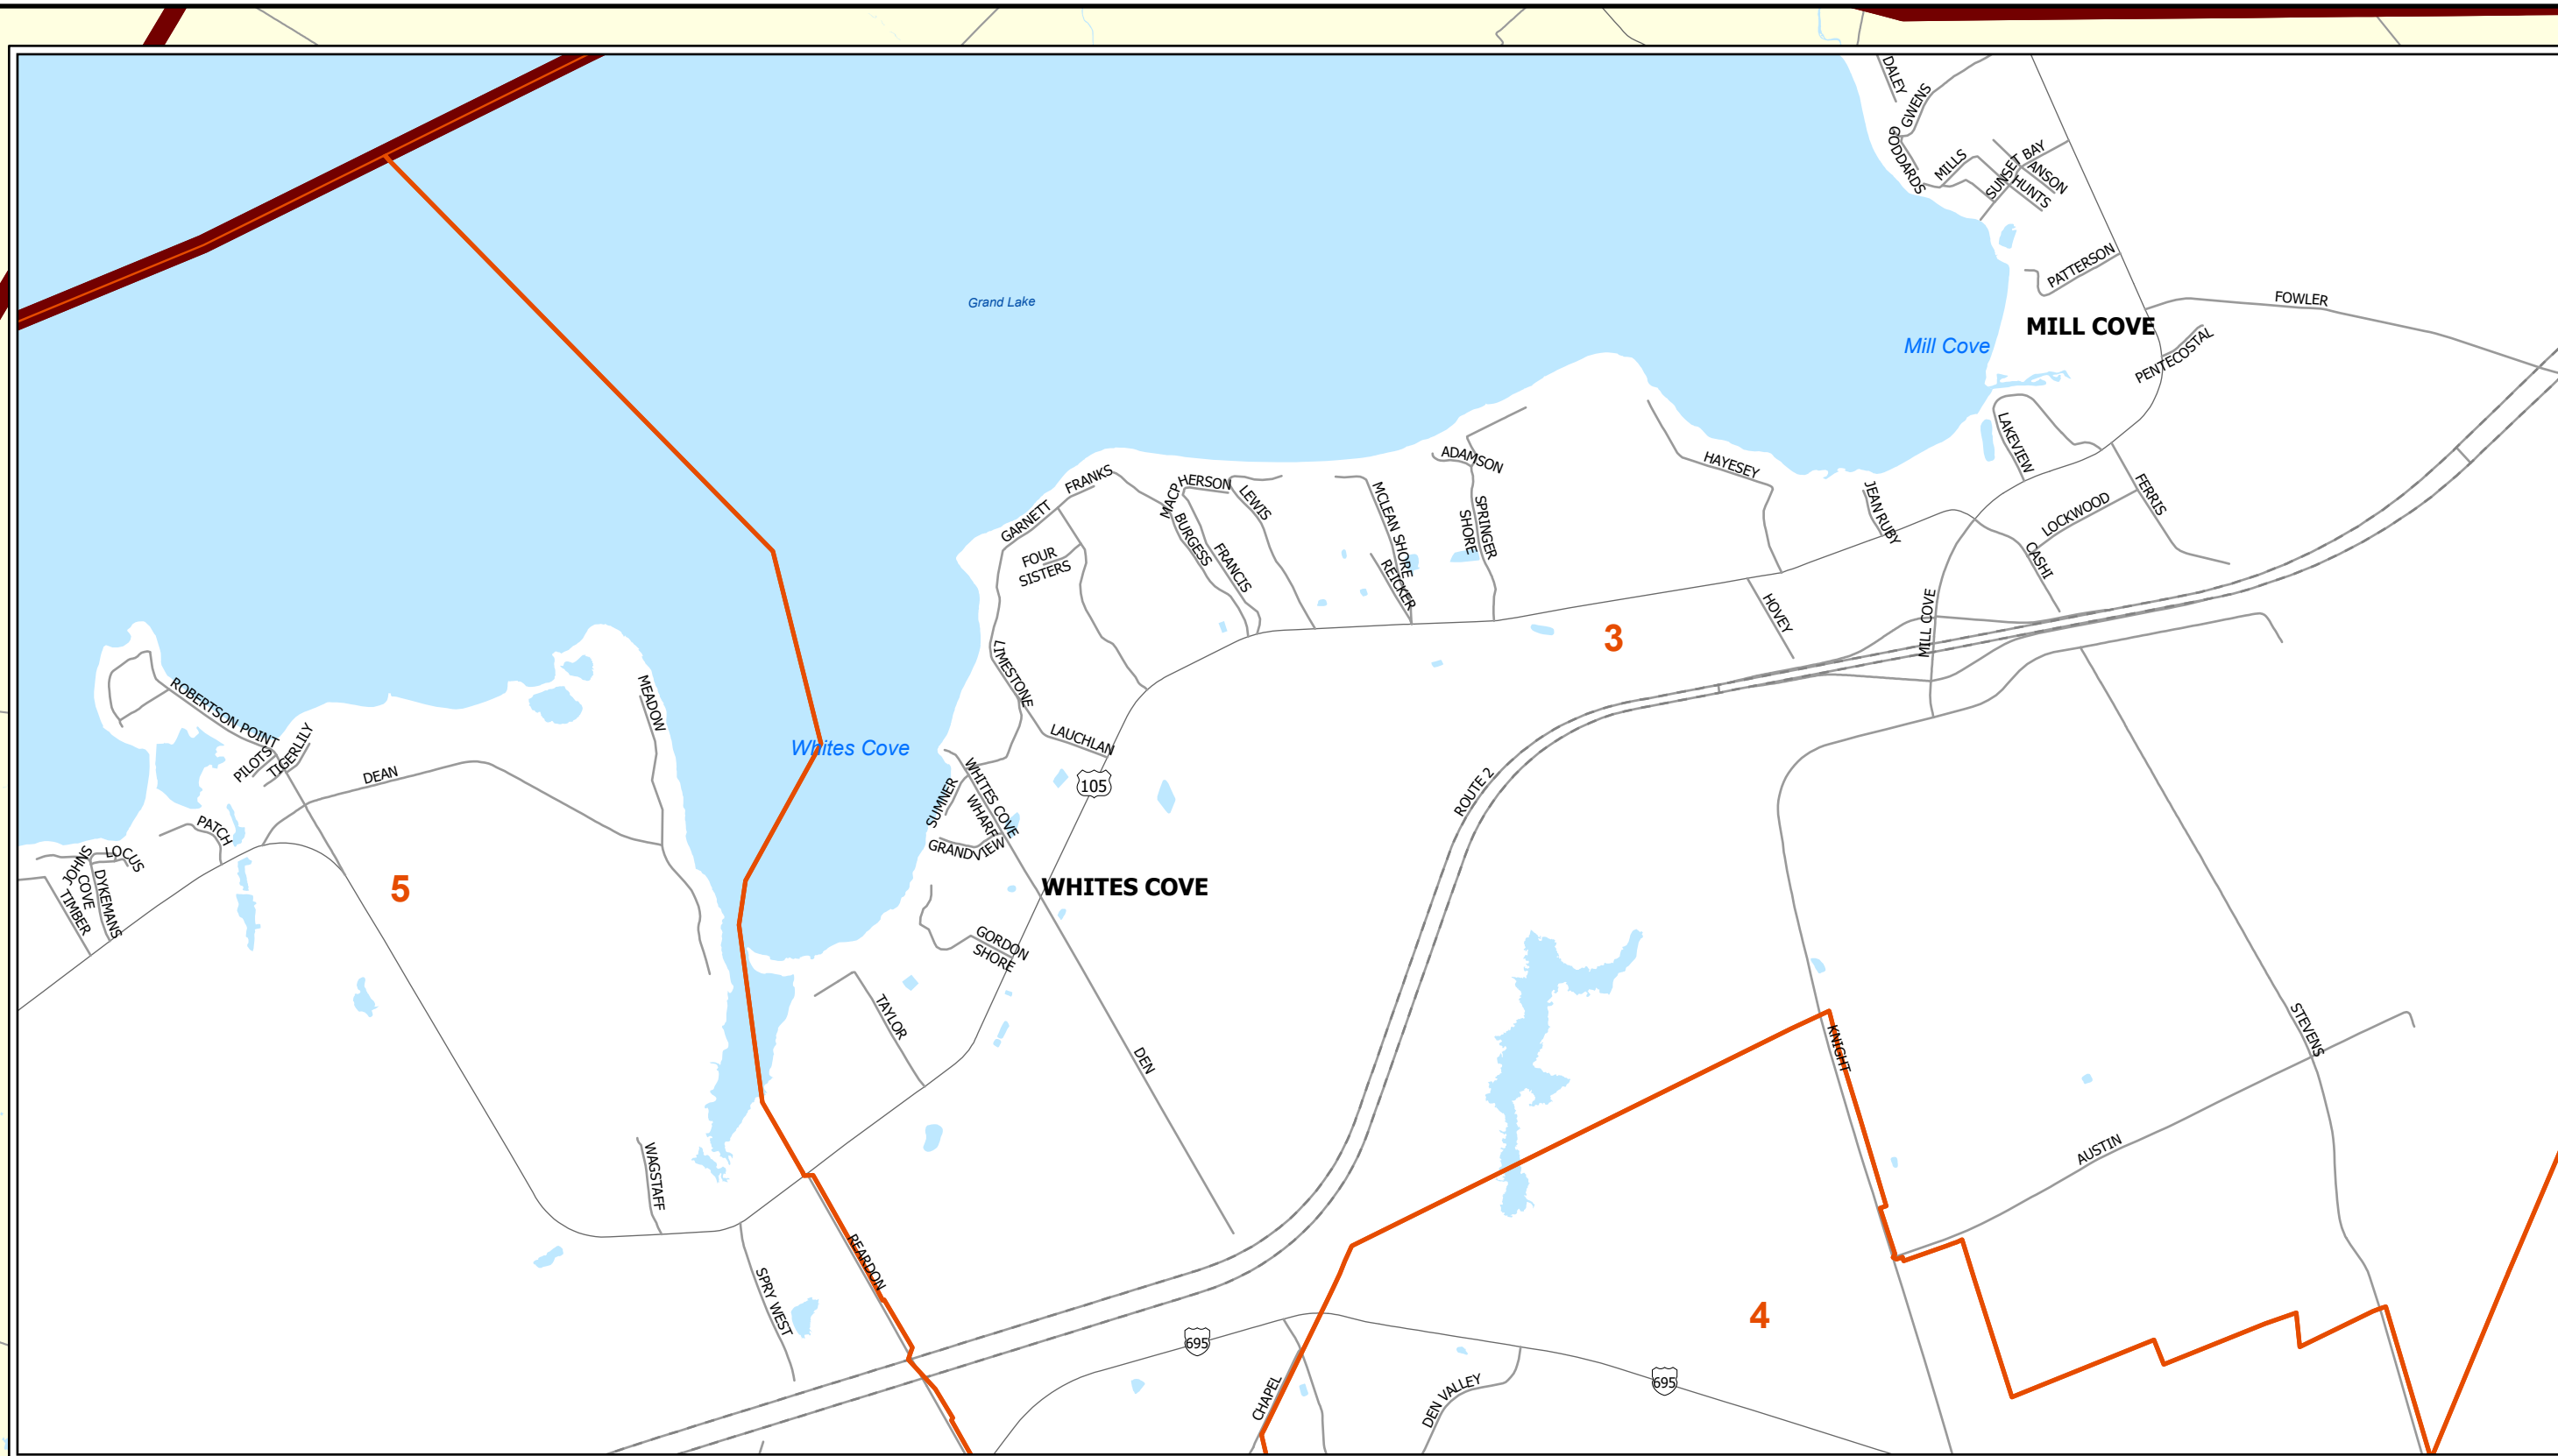 DALEY
GWENS
GODDARDS
MILLS
SUNSET BAY
ANSON
HUNTS
PATTERSON
Grand Lake
FOWLER
MILL COVE
Mill Cove
PENTECOSTAL
LAKEVIEW
FERRIS
LOCKWOOD
CASHI
JEAN RUBY
HAYESEY
ADAMSON
SPRINGER
SHORE
MCLEAN SHORE
REICKER
LEWIS
MACPHERSON
BURGESS
FRANCIS
FRANKS
GARNETT
FOUR
SISTERS
HOVEY
3
MILL COVE
LIMESTONE
LAUCHLAN
105
MEADOW
ROBERTSON POINT
PILOTS
TIGERLILY
DEAN
Whites Cove
SUMNER
WHITES COVE
WHARF
GRANDVIEW
ROUTE 2
PATCH
JOHNS
COVE
LOCUS
DYKEMANS
TIMBER
5
WHITES COVE
GORDON
SHORE
TAYLOR
DEN
KNIGHT
STEVENS
AUSTIN
WAGSTAFF
REARDON
SPRY WEST
695
4
695
CHAPEL
DEN VALLEY